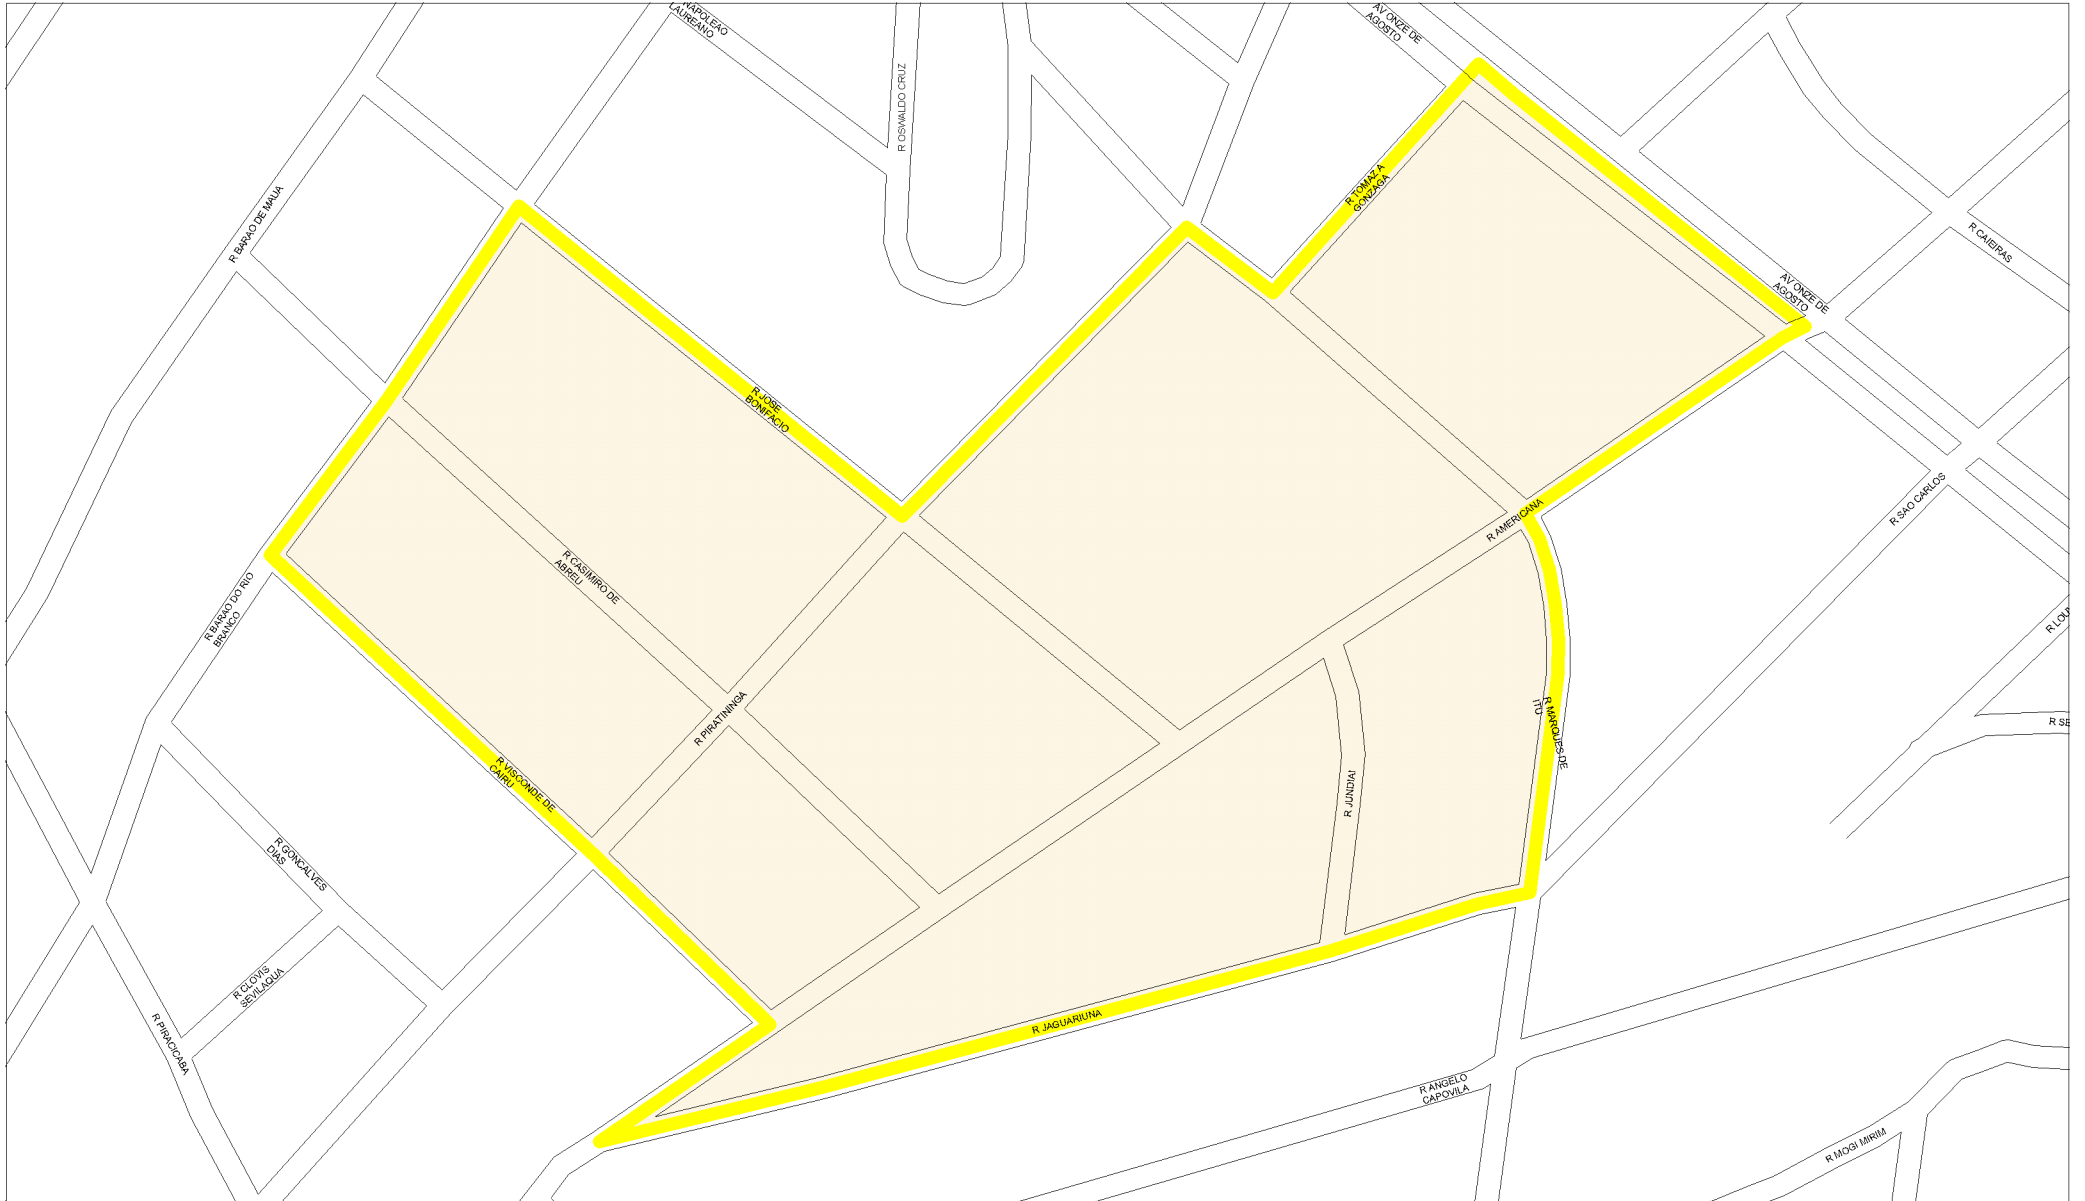 NAPOLEAO
LAUREANO
AV ONZE DE
AGOSTO
R OSWALDO CRUZ
R TOMAZ A
GONZAGA
R BARAO DE MAUA
R CAIEIRAS
AV ONZE DE
AGOSTO
R JOSE
BONIFACIO
R SAO CARLOS
R AMERICANA
R CASIMIRO DE
ABREU
R BARAO DO RIO
BRANCO
R PIRATININGA
R MARQUES DE
ITU
R SE
R VISCONDE DE
CAIRU
R JUNDIAI
R GONCALVES
DIAS
R CLOVIS
SEVILAQUA
R PIRACICABA
R JAGUARIUNA
R ANGELO
CAPOVILA
R MOGI MIRIM